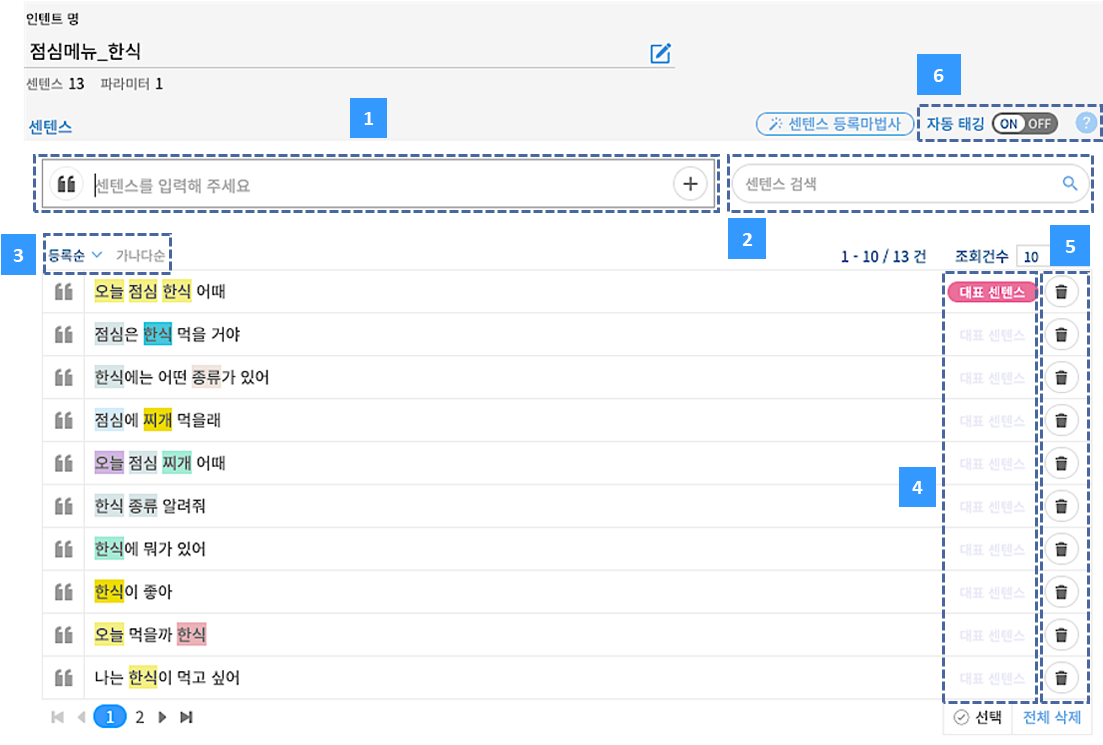 인텐트 명
점심메뉴_한식
센텐스 13 파라미터 1
6
1
센텐스
센텐스 등록마법사
자동 태깅 ON OFF ?
센텐스를 입력해 주세요
센텐스 검색
2
3
5
등록순 가나다순
1 - 10 / 13 건 조회건수 10
오늘 점심 한식 어때 대표 센텐스
점심은 한식 먹을 거야 대표 센텐스
한식에는 어떤 종류가 있어 대표 센텐스
점심에 찌개 먹을래 대표 센텐스
오늘 점심 찌개 어때 대표 센텐스
4
한식 종류 알려줘 대표 센텐스
한식에 뭐가 있어 대표 센텐스
한식이 좋아 대표 센텐스
오늘 먹을까 한식 대표 센텐스
나는 한식이 먹고 싶어 대표 센텐스
1 2
선택 전체 삭제